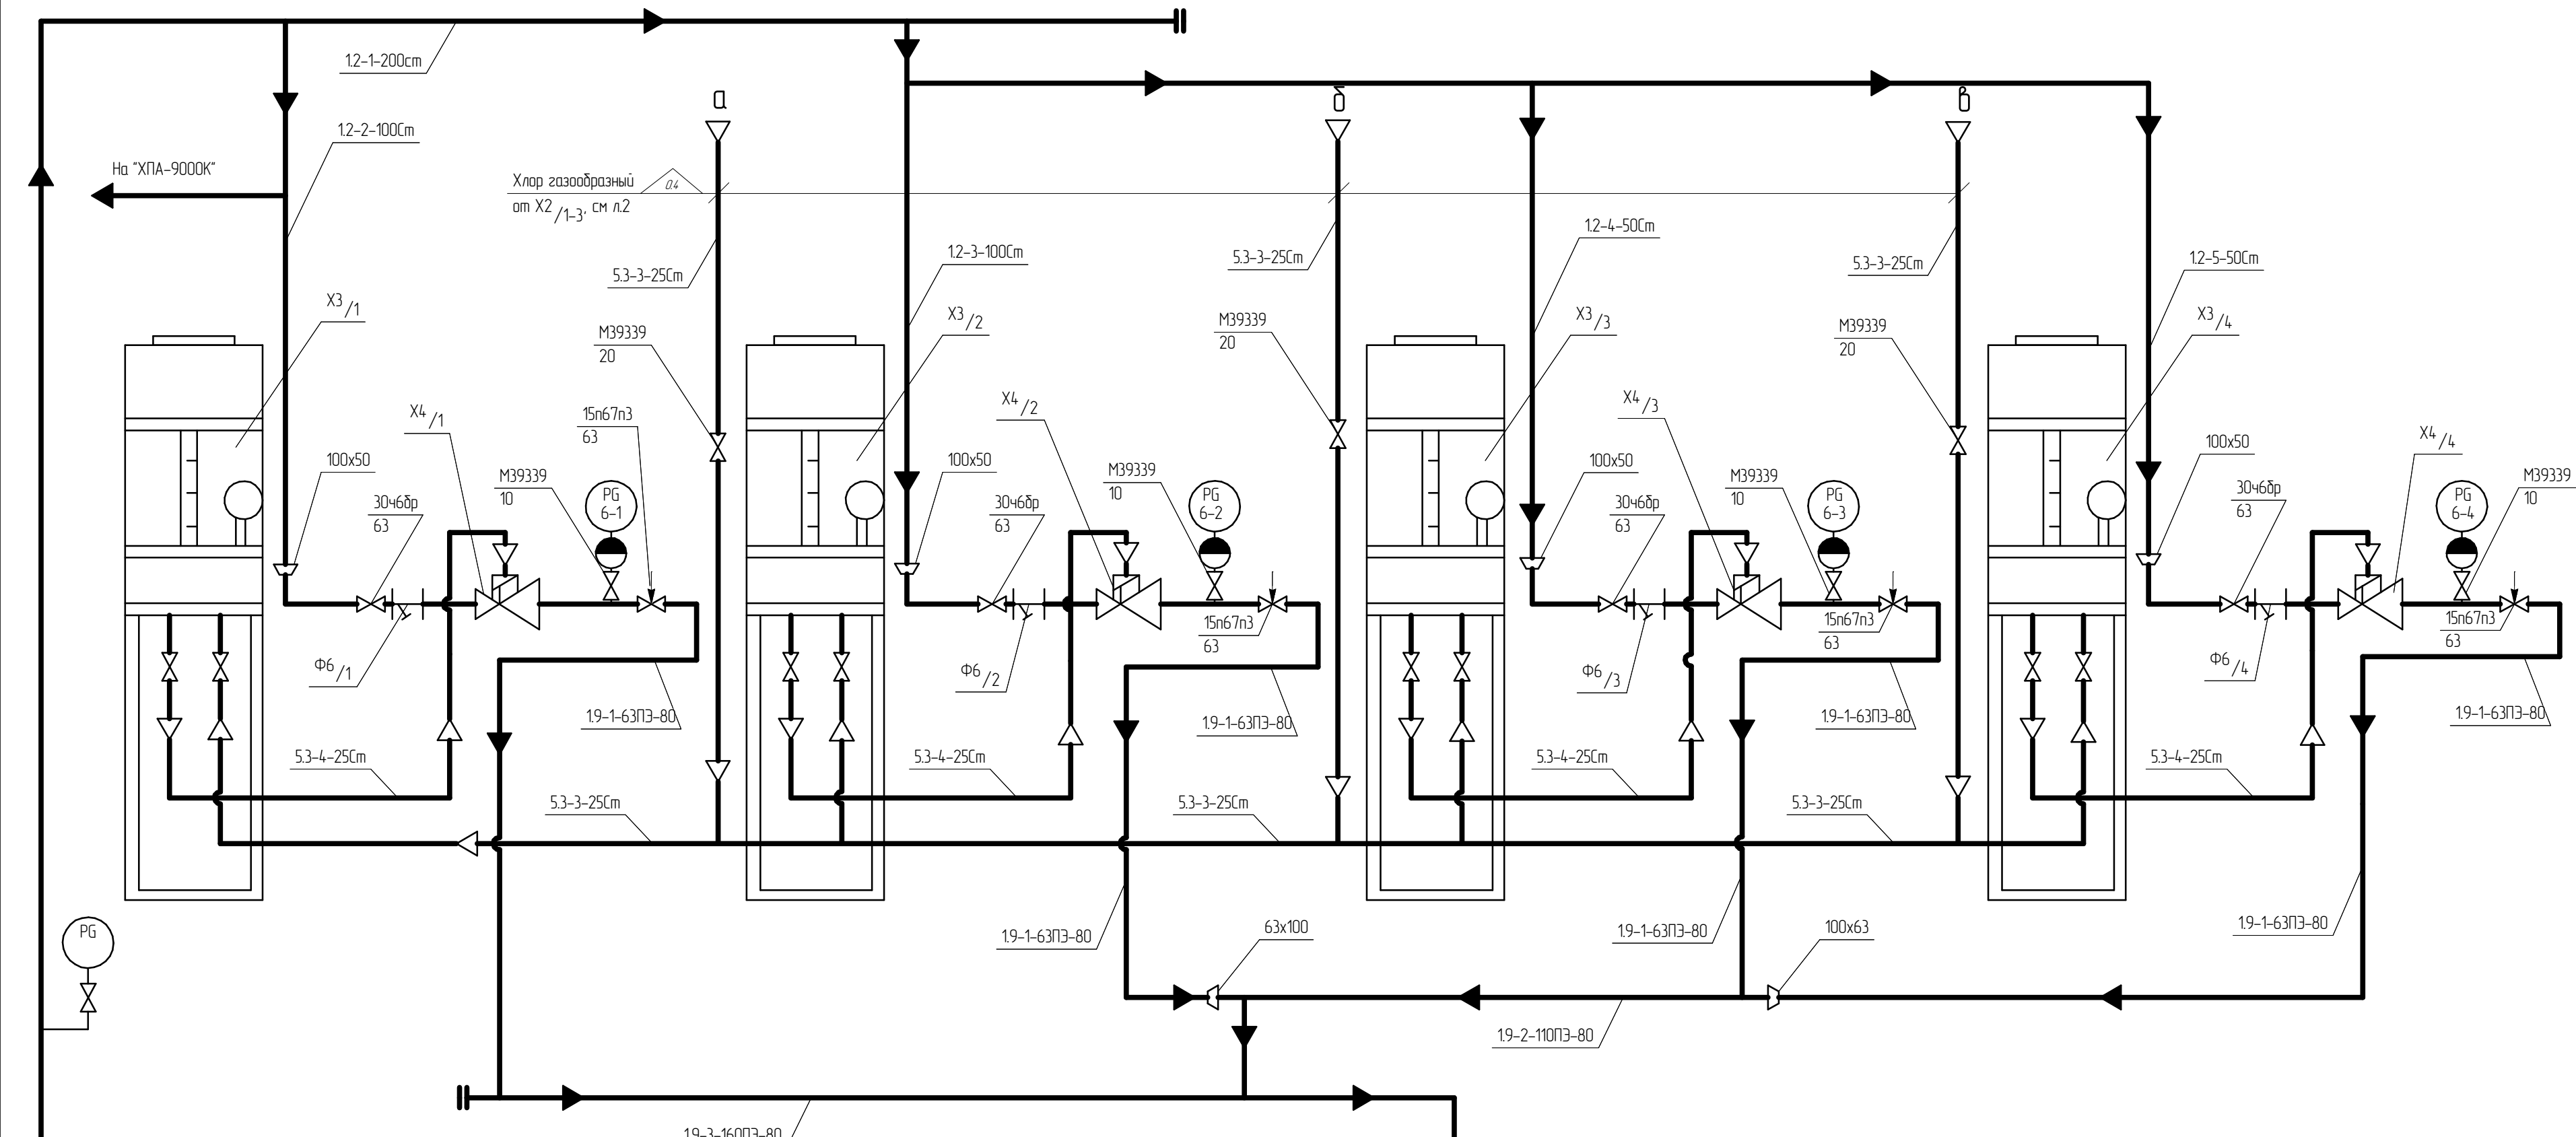 1.2-1-200ст
1.2-2-100Ст
На "ХПА-9000К"
а
б
в
Хлор газообразный
0.4
от Х2/1-3, см л.2
5.3-3-25Ст
1.2-3-100Ст
5.3-3-25Ст
1.2-4-50Ст
5.3-3-25Ст
1.2-5-50Ст
Х3/1
М39339
20
Х3/2
М39339
20
Х3/3
М39339
20
Х3/4
Х4/1
15п67п3
63
Х4/2
Х4/3
Х4/4
100х50
30ч6бр
63
М39339
10
PG
6-1
100х50
30ч6бр
63
М39339
10
PG
6-2
15п67п3
63
100х50
30ч6бр
63
М39339
10
PG
6-3
15п67п3
63
100х50
30ч6бр
63
PG
6-4
М39339
10
15п67п3
63
Ф6/1
Ф6/2
Ф6/3
Ф6/4
1.9-1-63ПЭ-80
1.9-1-63ПЭ-80
1.9-1-63ПЭ-80
1.9-1-63ПЭ-80
5.3-4-25Ст
5.3-4-25Ст
5.3-4-25Ст
5.3-4-25Ст
5.3-3-25Ст
5.3-3-25Ст
5.3-3-25Ст
PG
1.9-1-63ПЭ-80
63х100
1.9-1-63ПЭ-80
100х63
1.9-1-63ПЭ-80
1.9-2-110ПЭ-80
1.9-3-160ПЭ-80